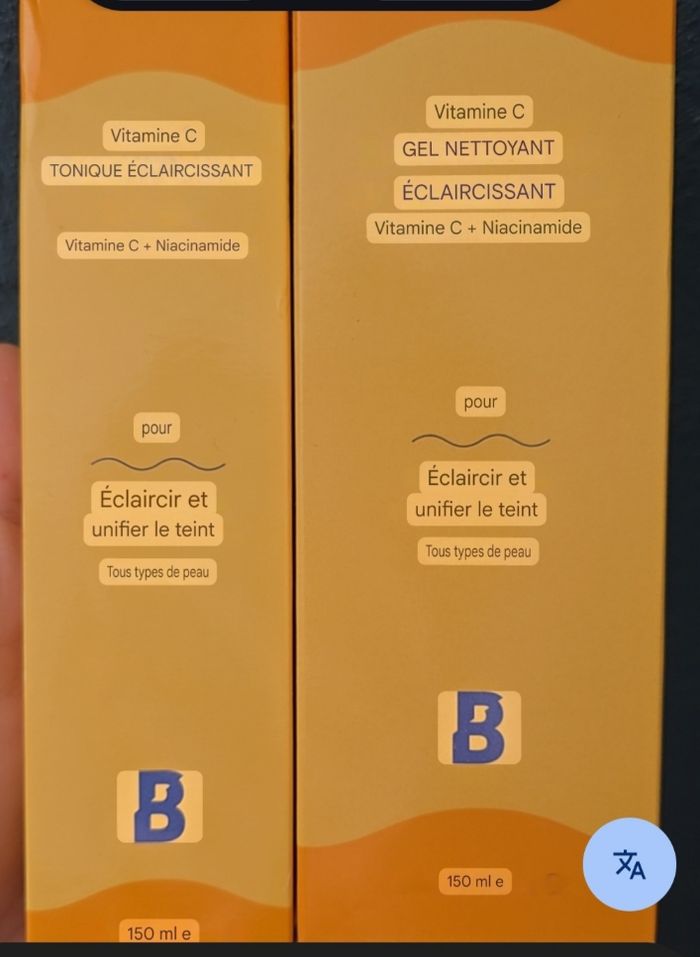 Vitamine C
TONIQUE ÉCLAIRCISSANT
Vitamine C + Niacinamide
pour
Éclaircir et
unifier le teint
Tous types de peau
B
150 ml e
Vitamine C
GEL NETTOYANT
ÉCLAIRCISSANT
Vitamine C + Niacinamide
pour
Éclaircir et
unifier le teint
Tous types de peau
B
150 ml e